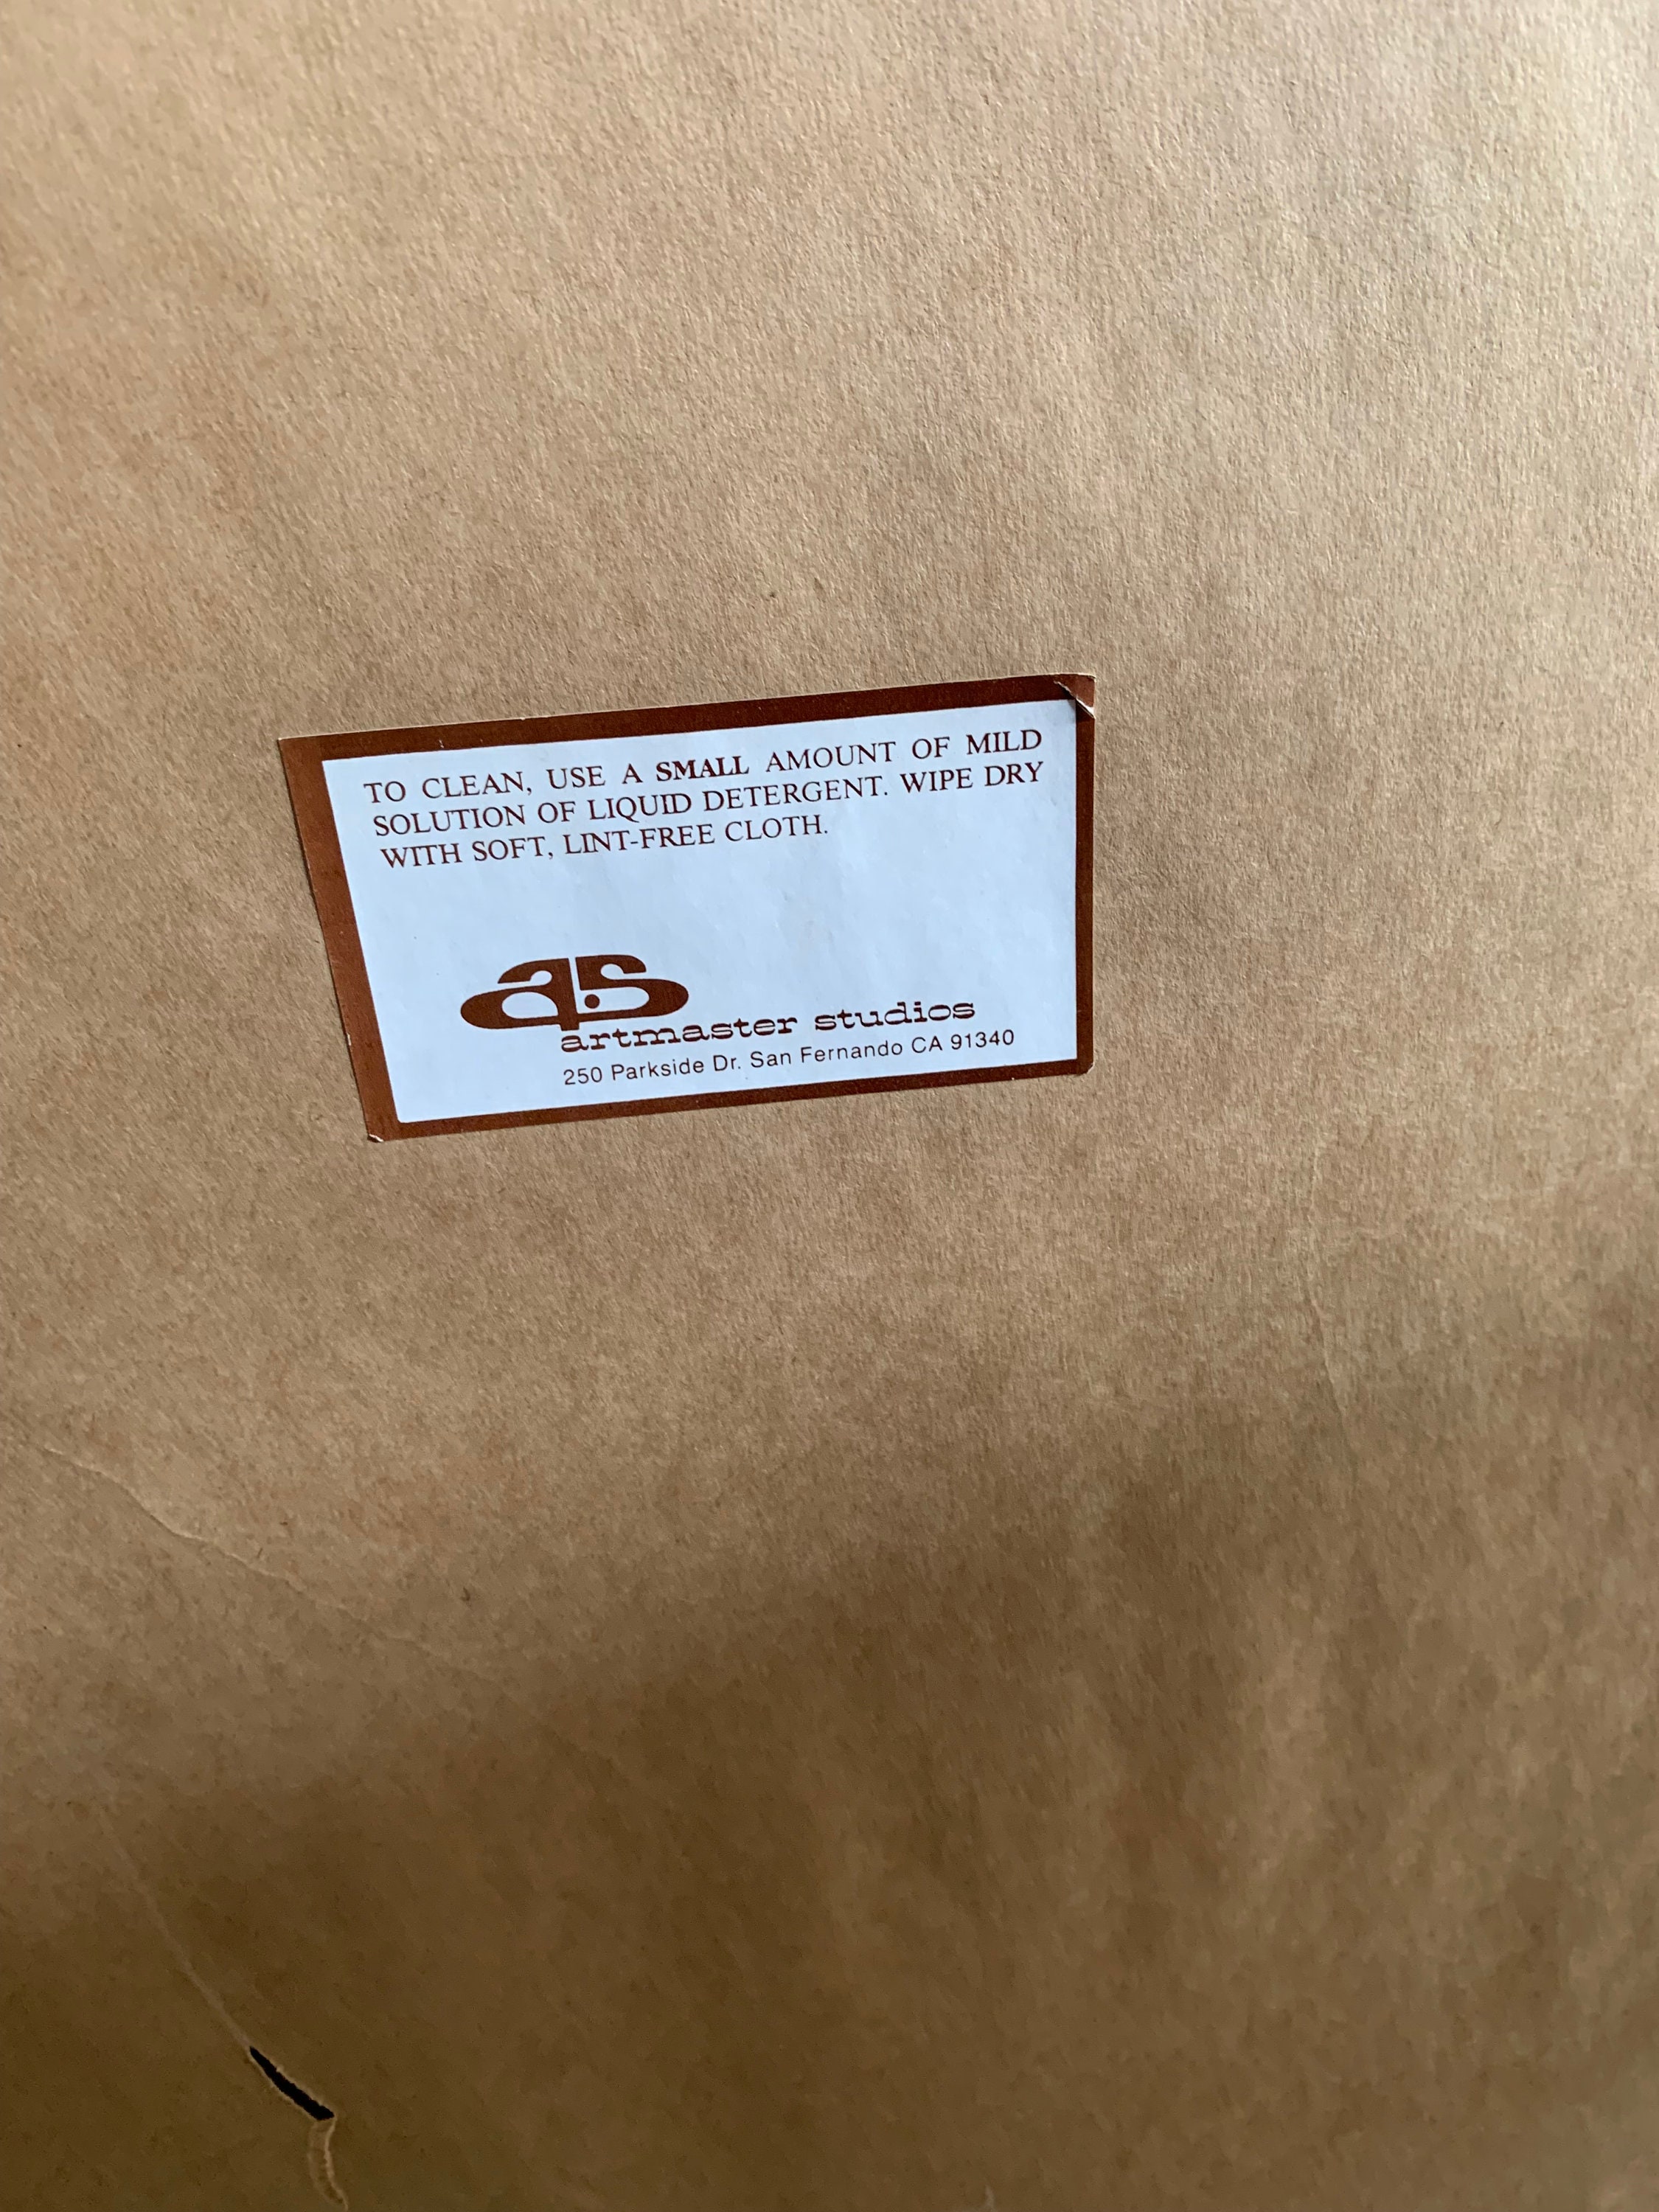 TO CLEAN, USE A SMALL AMOUNT OF MILD
SOLUTION OF LIQUID DETERGENT. WIPE DRY
WITH SOFT, LINT-FREE CLOTH.
as
artmaster studios
250 Parkside Dr. San Fernando CA 91340